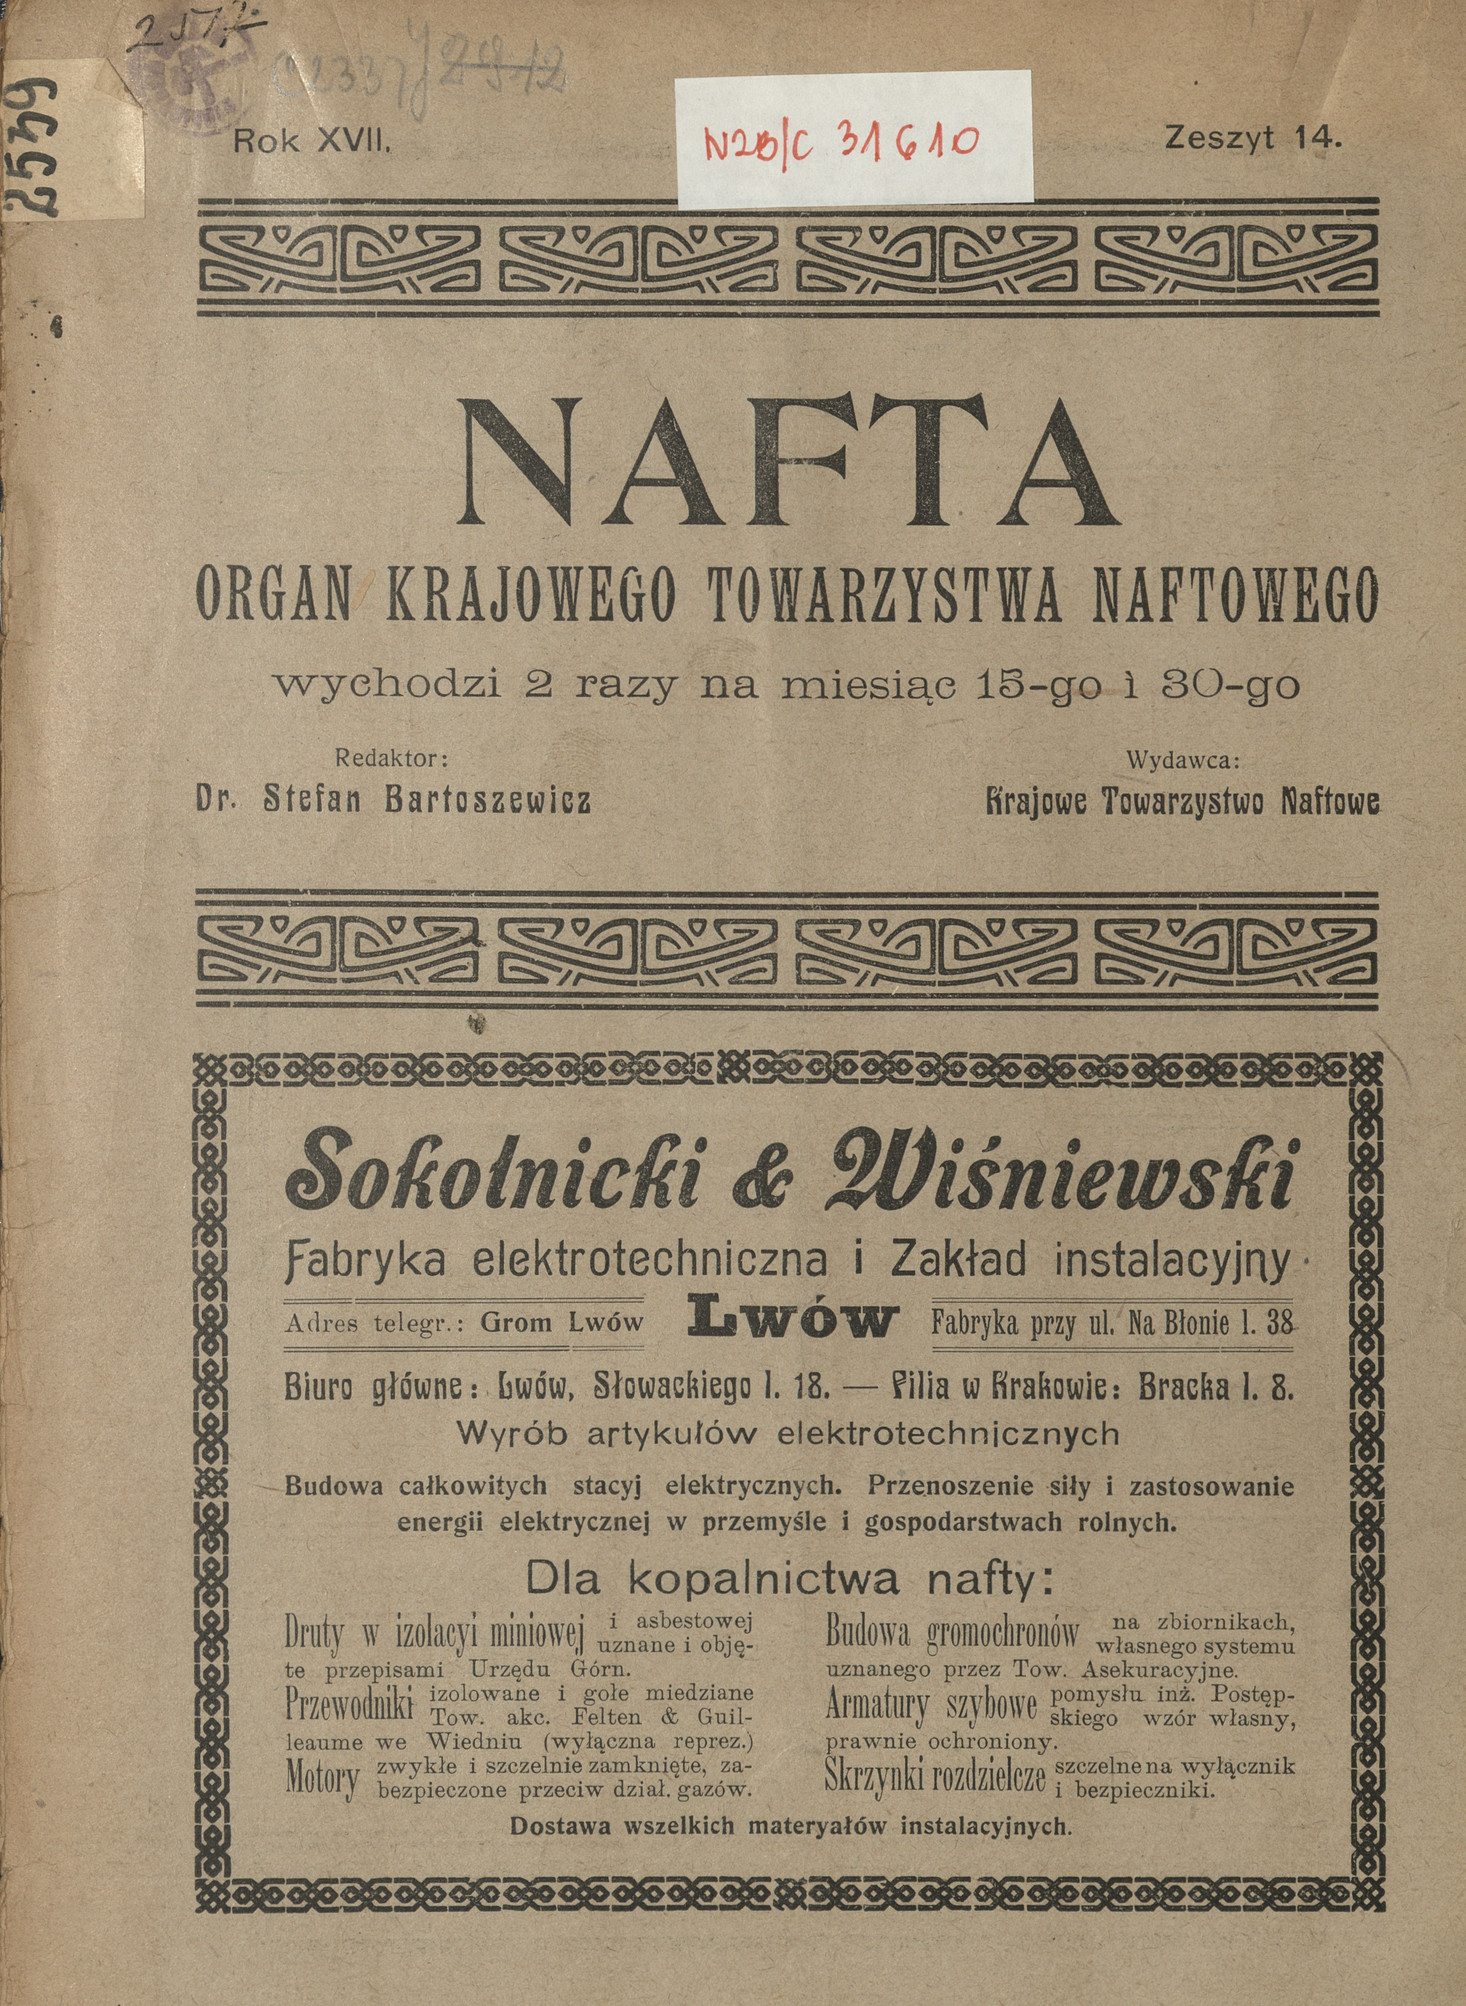 257
2539
Rok XVII.
N2B/C 31610
Zeszyt 14.
NAFTA
ORGAN KRAJOWEGO TOWARZYSTWA NAFTOWEGO
wychodzi 2 razy na miesiąc 15-go i 30-go
Redaktor:
Dr. Stefan Bartoszewicz
Wydawca:
Krajowe Towarzystwo Naftowe
Sokolnicki & Wiśniewski
Fabryka elektrotechniczna i Zakład instalacyjny
Adres telegr.: Grom Lwów
Lwów
Fabryka przy ul. Na Błonie l. 38
Biuro główne: Lwów, Słowackiego l. 18. — Filia w Krakowie: Bracka l. 8.
Wyrób artykułów elektrotechnicznych
Budowa całkowitych stacyj elektrycznych. Przenoszenie siły i zastosowanie
energii elektrycznej w przemyśle i gospodarstwach rolnych.
Dla kopalnictwa nafty:
Druty w izolacyi miniowej i asbestowej
uznane i obję-
te przepisami Urzędu Górn.
Przewodniki izolowane i gołe miedziane
Tow. akc. Felten & Guil-
leaume we Wiedniu (wyłączna reprez.)
Motory zwykłe i szczelnie zamknięte, za-
bezpieczone przeciw dział. gazów.
Budowa gromochronów na zbiornikach,
własnego systemu
uznanego przez Tow. Asekuracyjne.
Armatury szybowe pomysłu inż. Postęp-
skiego wzór własny,
prawnie ochroniony.
Skrzynki rozdzielcze szczelne na wyłącznik
i bezpieczniki.
Dostawa wszelkich materyałów instalacyjnych.